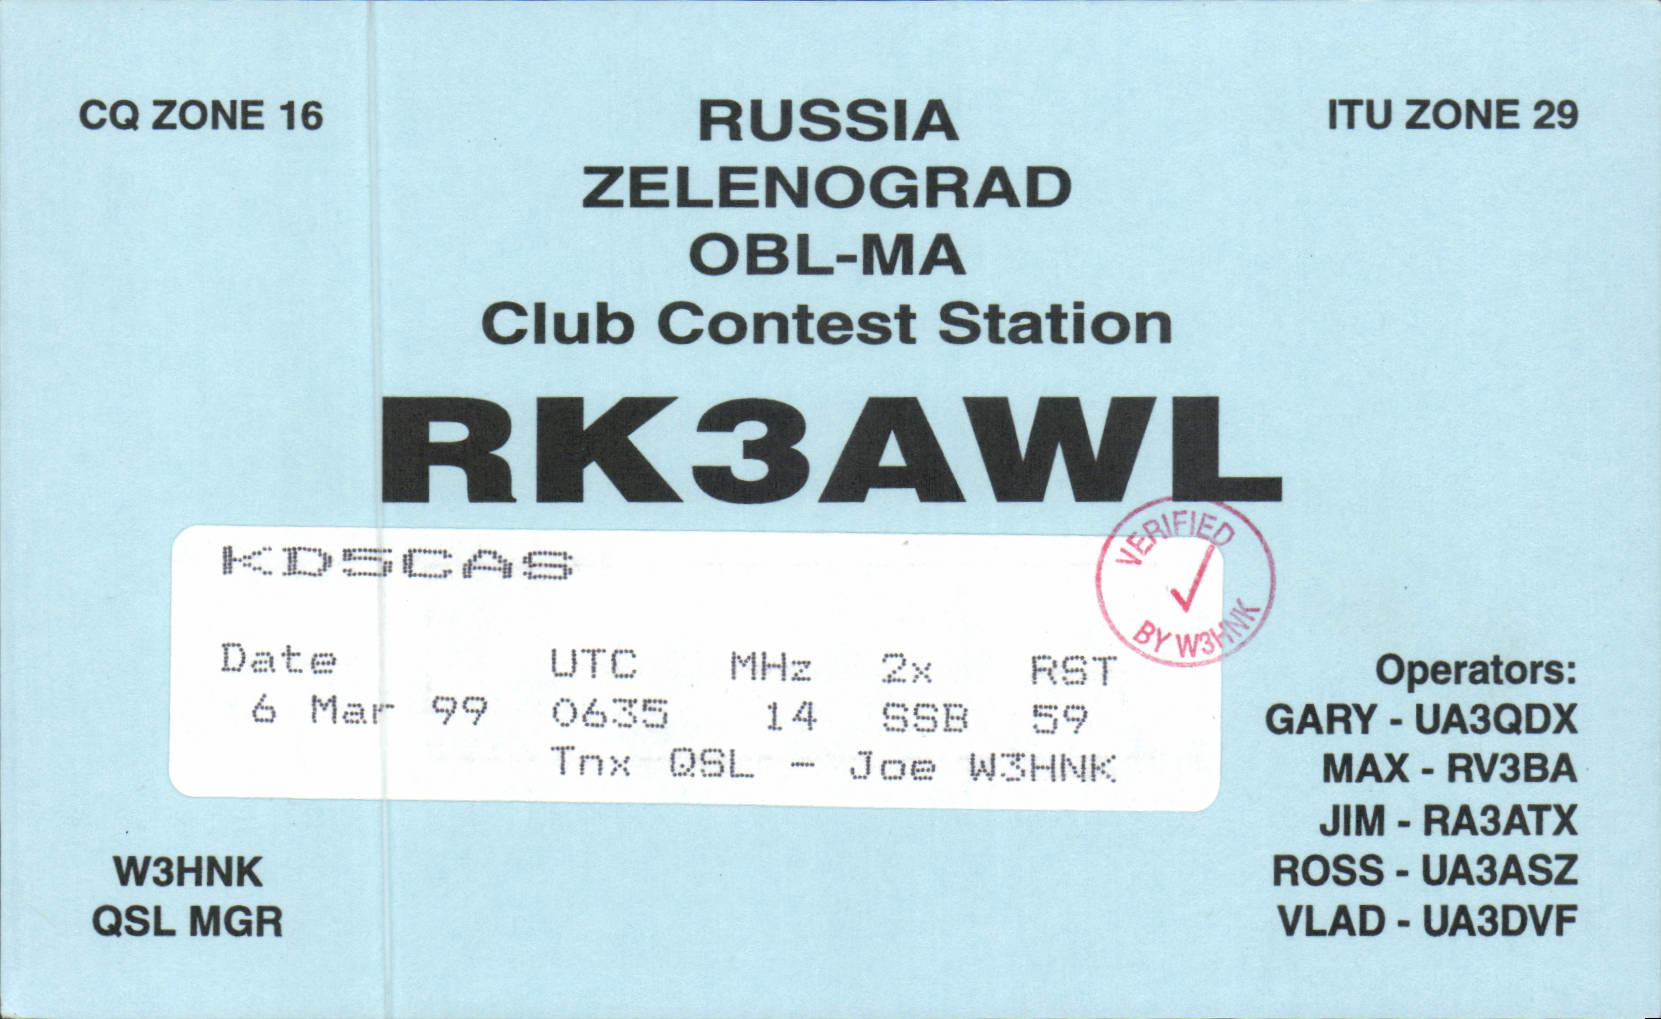 CQ ZONE 16
ITU ZONE 29
RUSSIA
ZELENOGRAD
OBL-MA
Club Contest Station
RK3AWL
VERIFIED
BY W3HNK
KD5CAS
Date UTC MHz 2x RST
6 Mar 99 0635 14 SSB 59
Tnx QSL - Joe W3HNK
Operators:
GARY - UA3QDX
MAX - RV3BA
JIM - RA3ATX
ROSS - UA3ASZ
VLAD - UA3DVF
W3HNK
QSL MGR